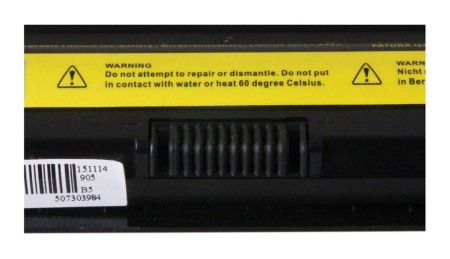 PATONA
WARNING
Do not attempt to repair or dismantle. Do not put
in contact with water or heat 60 degree Celsius.
WARN
Nicht
in Ber
151114
905
B5
507303984